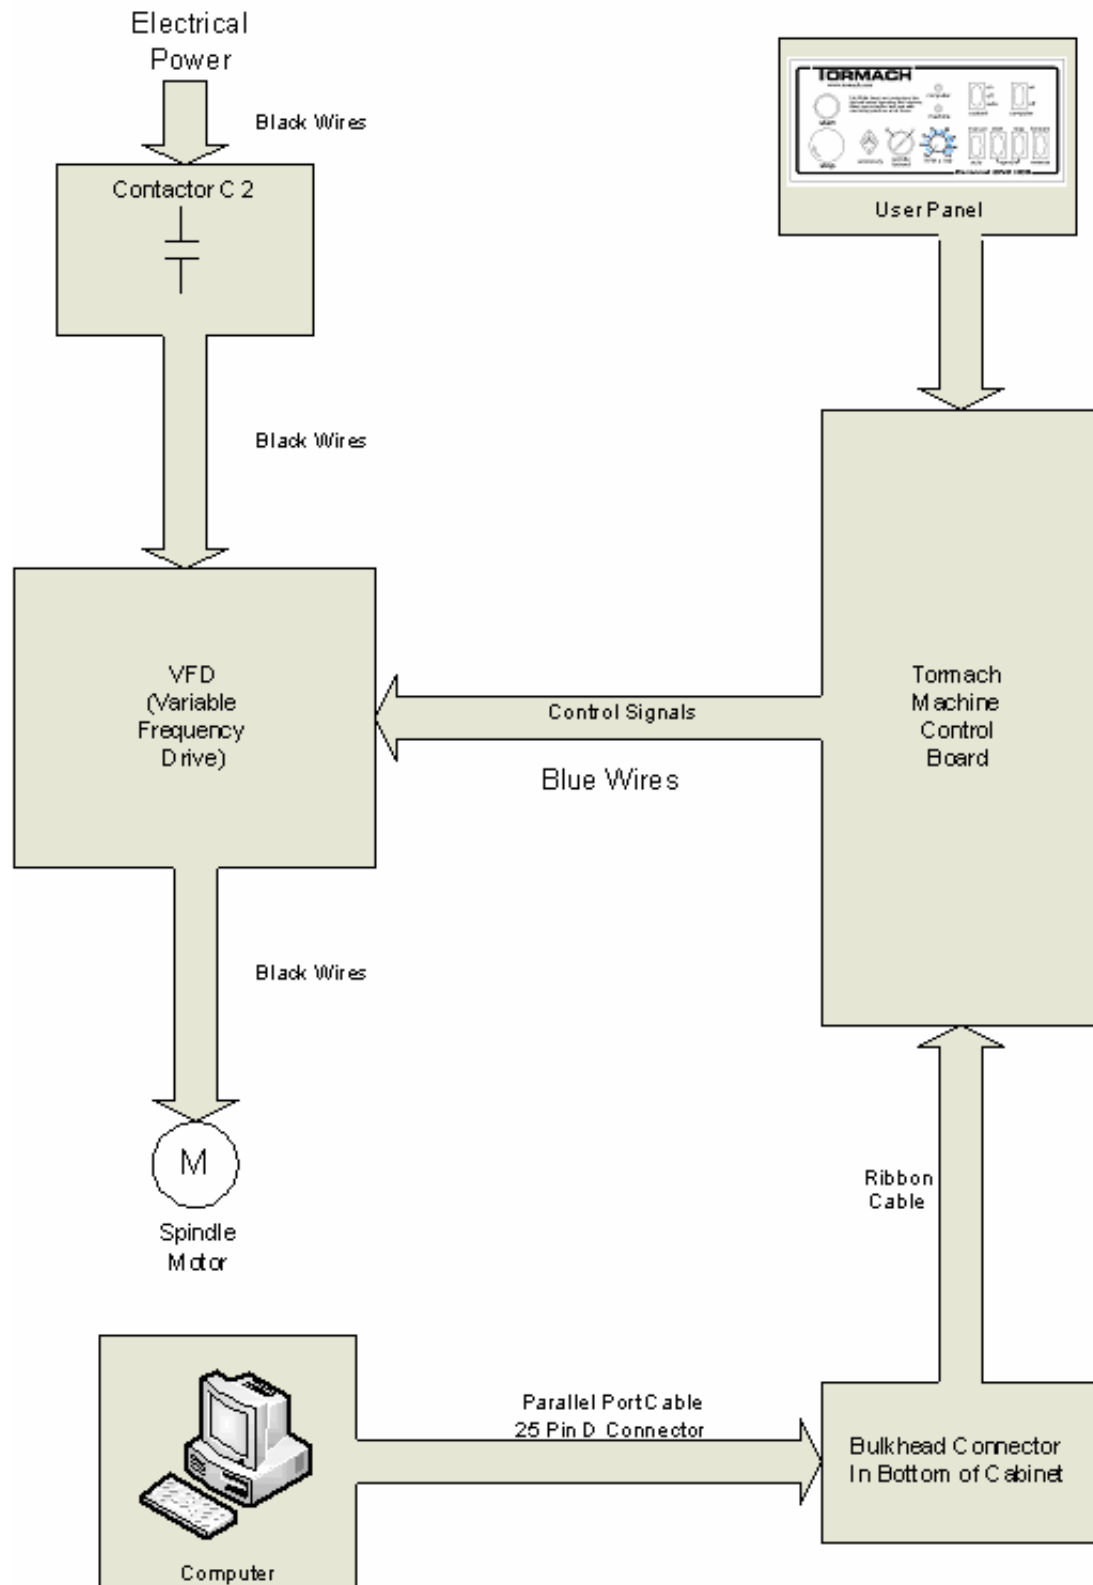 Electrical
Power
Black Wires
Contactor C 2
TORMACH
User Panel
Black Wires
VFD
(Variable
Frequency
Drive)
Control Signals
Blue Wires
Tormach
Machine
Control
Board
Black Wires
M
Spindle
Motor
Ribbon
Cable
Parallel Port Cable
25 Pin D Connector
Bulkhead Connector
In Bottom of Cabinet
Computer